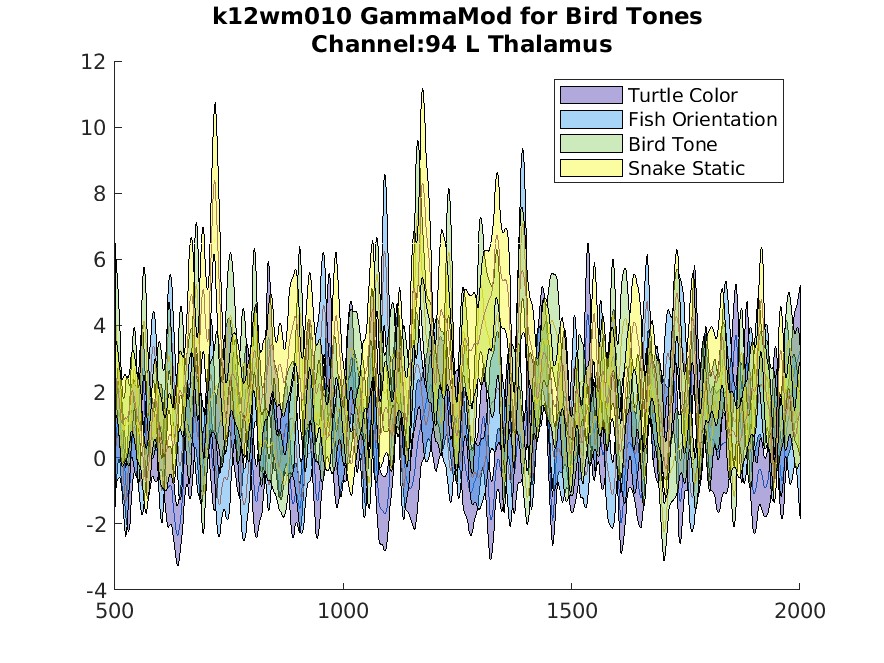 k12wm010 GammaMod for Bird Tones
Channel:94 L Thalamus
12
10
8
6
4
2
0
-2
-4
500
1000
1500
2000
Turtle Color
Fish Orientation
Bird Tone
Snake Static